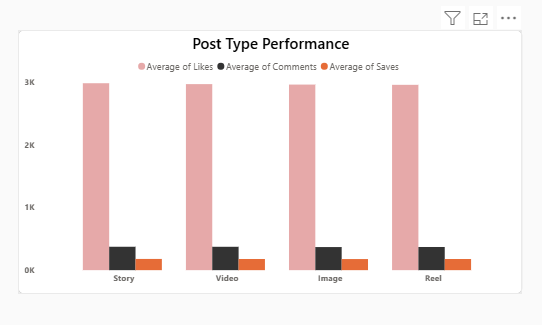 Post Type Performance
Average of Likes Average of Comments Average of Saves
3K
2K
1K
0K
Story Video Image Reel